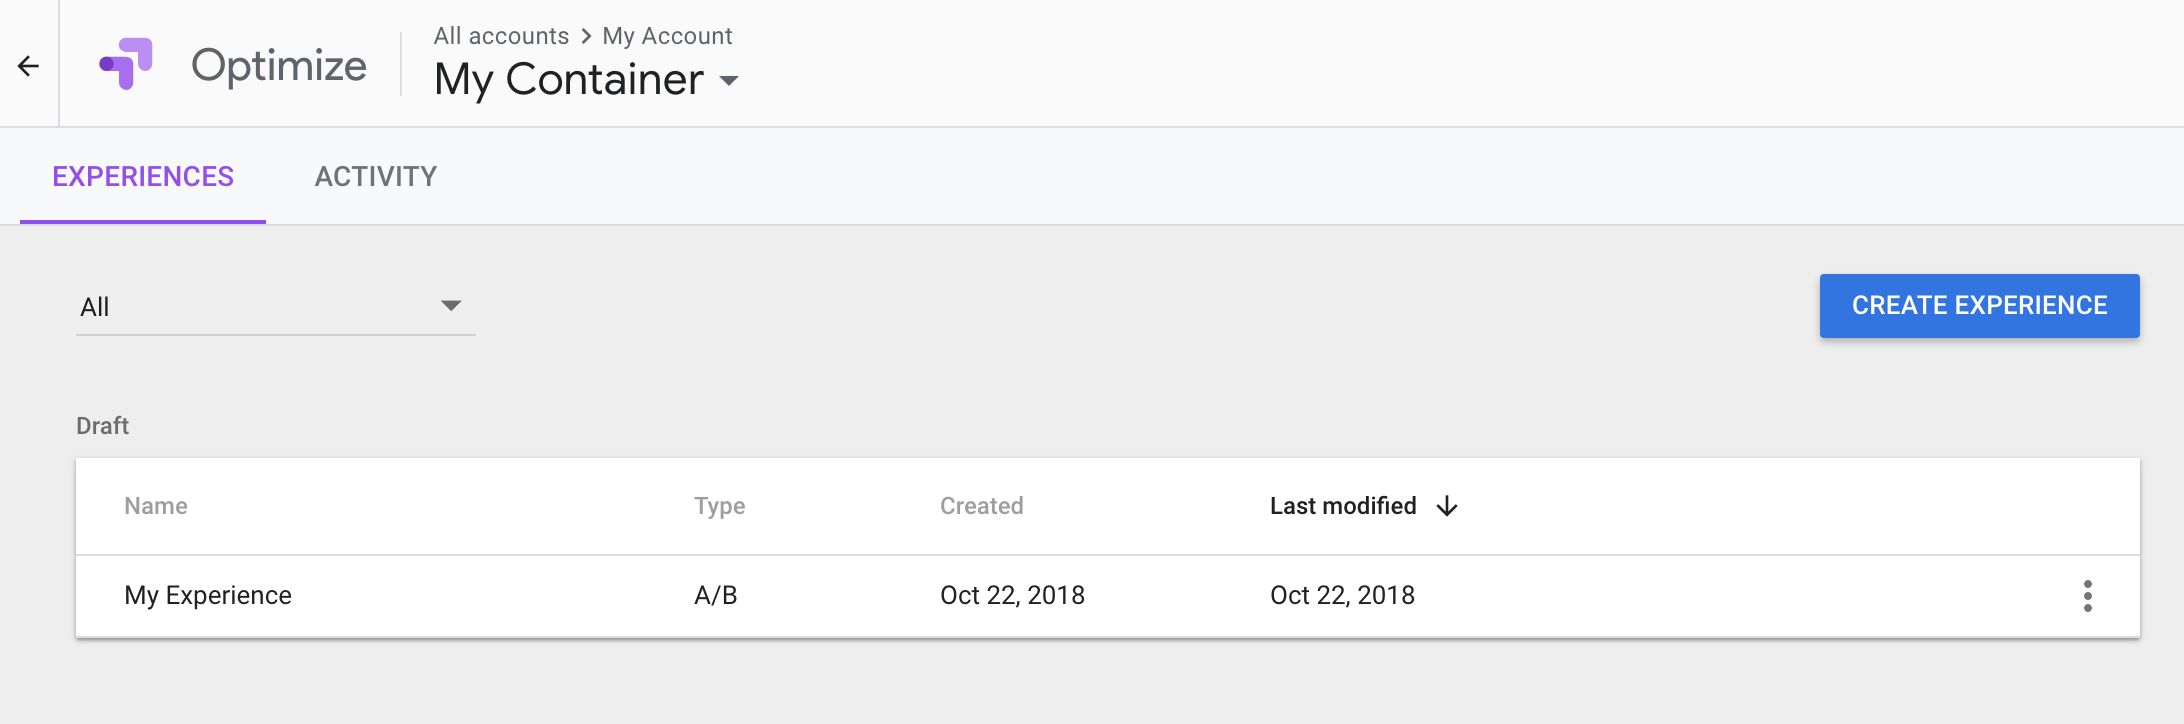 Optimize
All accounts > My Account
My Container
EXPERIENCES ACTIVITY
All
CREATE EXPERIENCE
Draft
Name Type Created Last modified
My Experience A/B Oct 22, 2018 Oct 22, 2018